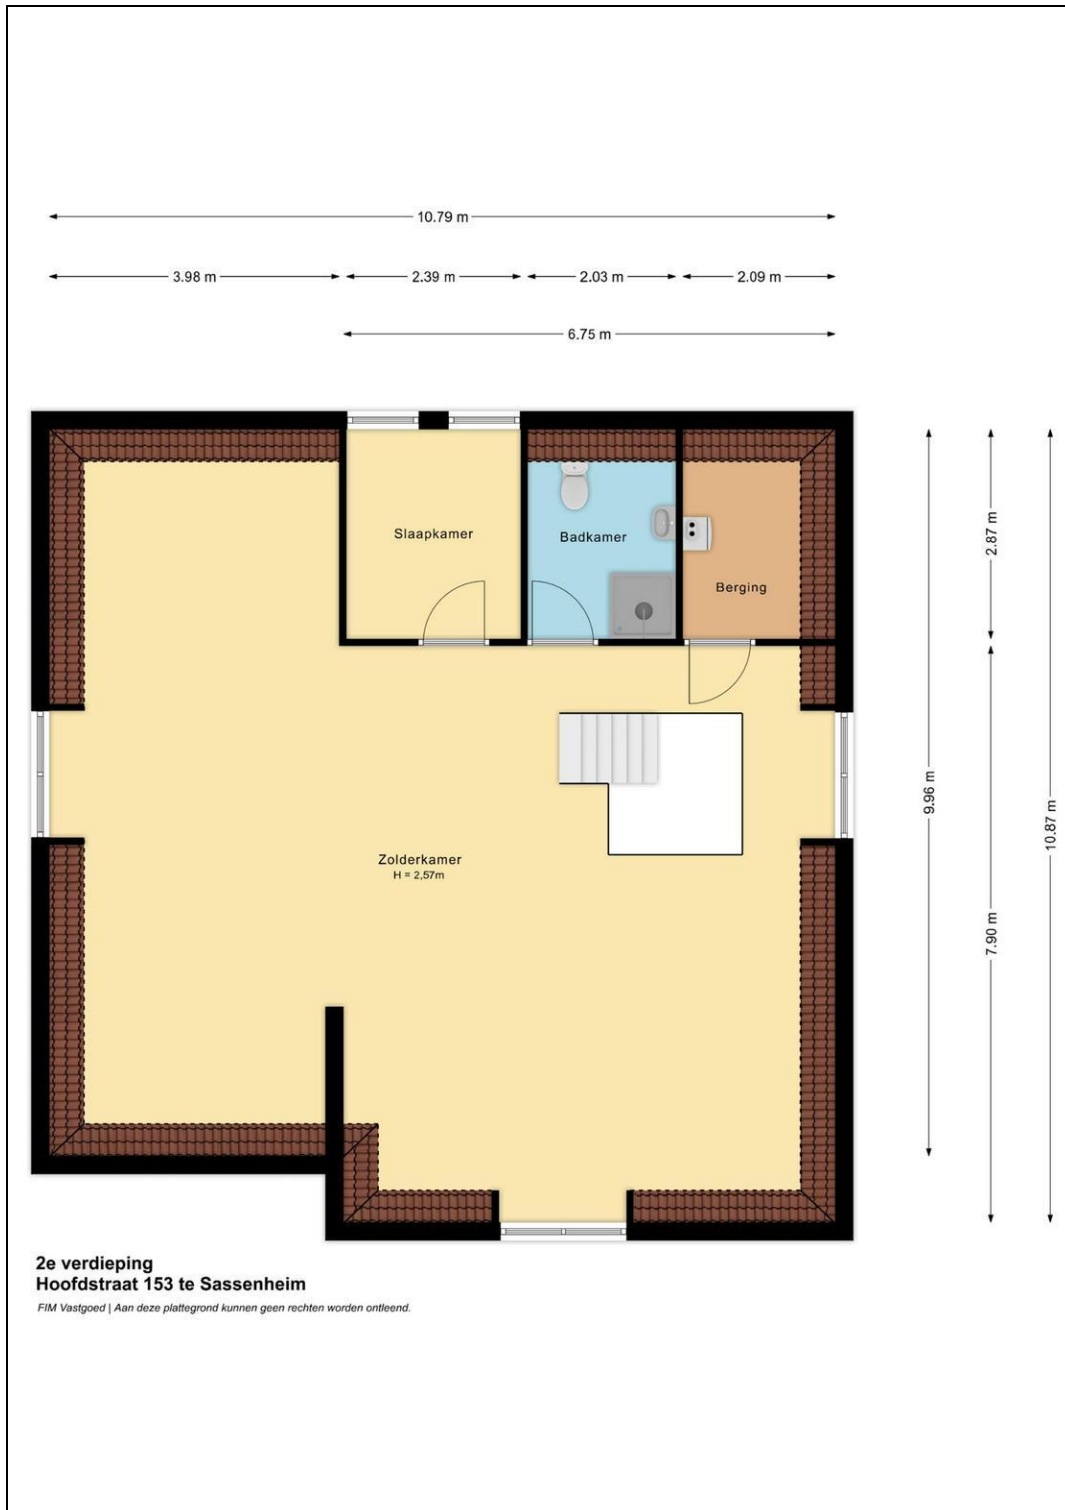 10.79 m
3.98 m
2.39 m
2.03 m
2.09 m
6.75 m
Slaapkamer
Badkamer
Berging
2.87 m
9.96 m
10.87 m
7.90 m
Zolderkamer
H = 2,57m
2e verdieping
Hoofdstraat 153 te Sassenheim
FIM Vastgoed | Aan deze plattegrond kunnen geen rechten worden ontleend.